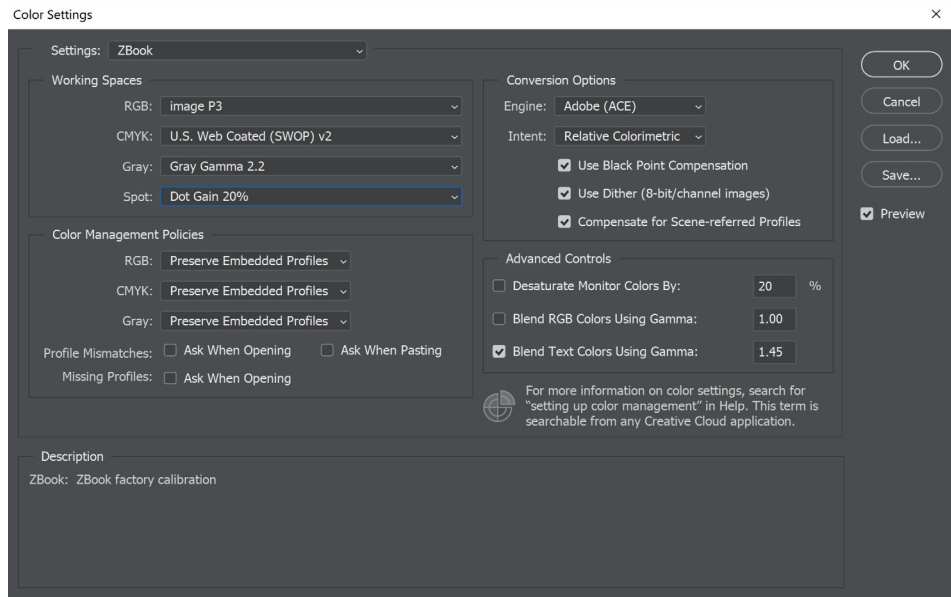 Color Settings
Settings: ZBook
Working Spaces
RGB: image P3
CMYK: U.S. Web Coated (SWOP) v2
Gray: Gray Gamma 2.2
Spot: Dot Gain 20%
Color Management Policies
RGB: Preserve Embedded Profiles
CMYK: Preserve Embedded Profiles
Gray: Preserve Embedded Profiles
Profile Mismatches: Ask When Opening Ask When Pasting
Missing Profiles: Ask When Opening
Conversion Options
Engine: Adobe (ACE)
Intent: Relative Colorimetric
Use Black Point Compensation
Use Dither (8-bit/channel images)
Compensate for Scene-referred Profiles
Advanced Controls
Desaturate Monitor Colors By: 20 %
Blend RGB Colors Using Gamma: 1.00
Blend Text Colors Using Gamma: 1.45
For more information on color settings, search for
"setting up color management" in Help. This term is
searchable from any Creative Cloud application.
OK
Cancel
Load...
Save...
Preview
Description
ZBook: ZBook factory calibration